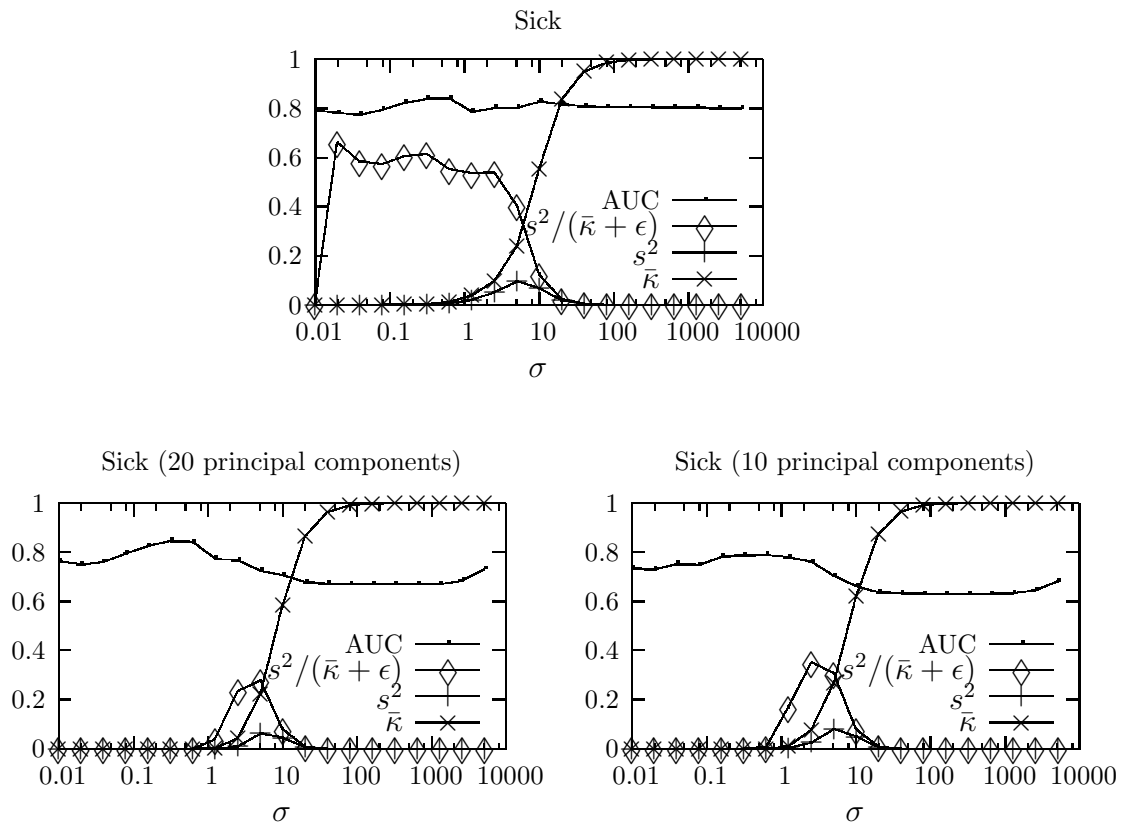 Sick
1
0.8
0.6
0.4
0.2
0
AUC
s²/(κ̄ + ϵ)
s²
κ̄
0.01 0.1 1 10 100 1000 10000
σ
Sick (20 principal components)
1
0.8
0.6
0.4
0.2
0
AUC
s²/(κ̄ + ϵ)
s²
κ̄
0.01 0.1 1 10 100 1000 10000
σ
Sick (10 principal components)
1
0.8
0.6
0.4
0.2
0
AUC
s²/(κ̄ + ϵ)
s²
κ̄
0.01 0.1 1 10 100 1000 10000
σ